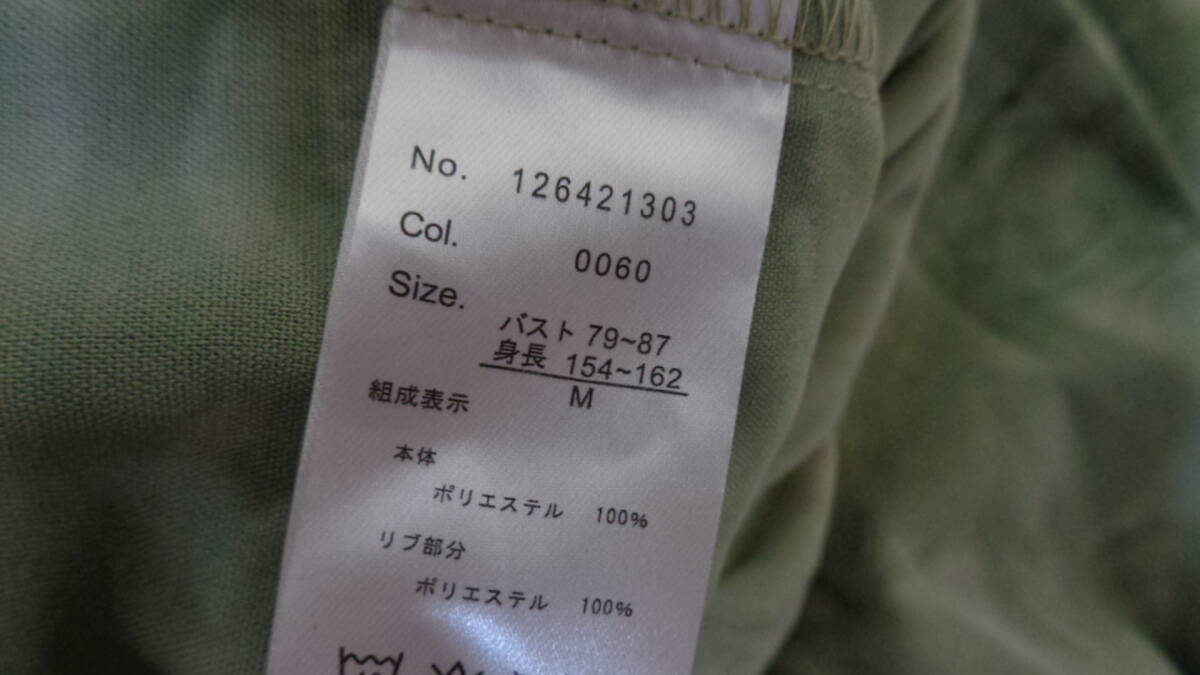 No. 126421303
Col. 0060
Size.
バスト 79~87
身長 154~162
M
組成表示
本体
ポリエステル 100%
リブ部分
ポリエステル 100%